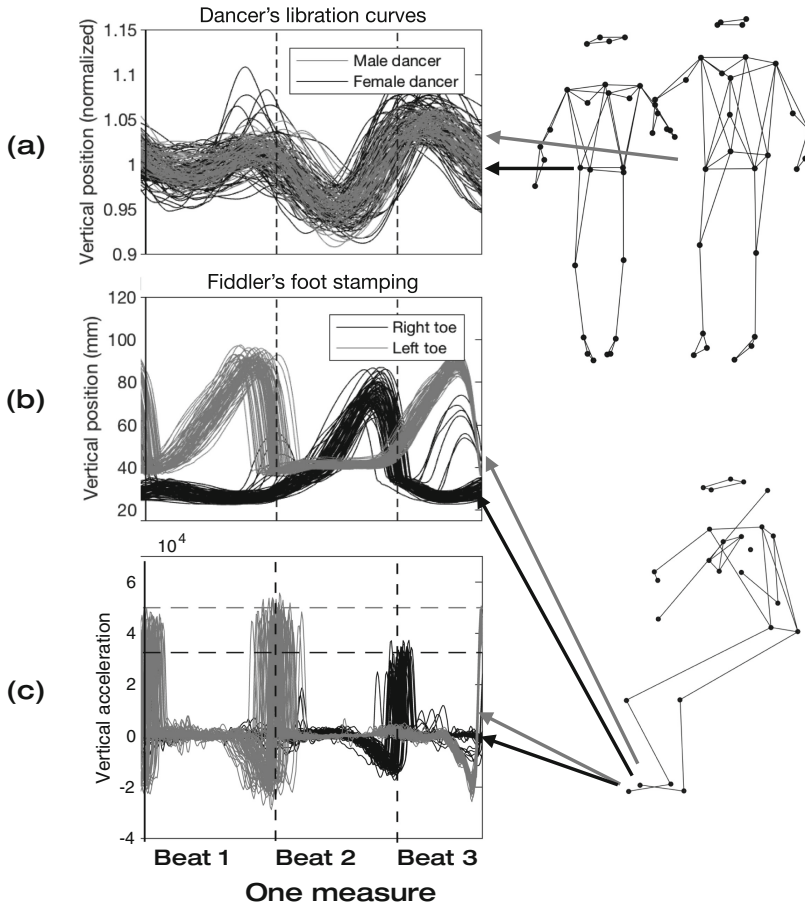 Dancer's libration curves
(a)
Vertical position (normalized)
1.15
1.1
1.05
1
0.95
0.9
Male dancer
Female dancer
Fiddler's foot stamping
(b)
Vertical position (mm)
120
100
80
60
40
20
Right toe
Left toe
(c)
Vertical acceleration
10^4
6
4
2
0
-2
-4
Beat 1 Beat 2 Beat 3
One measure